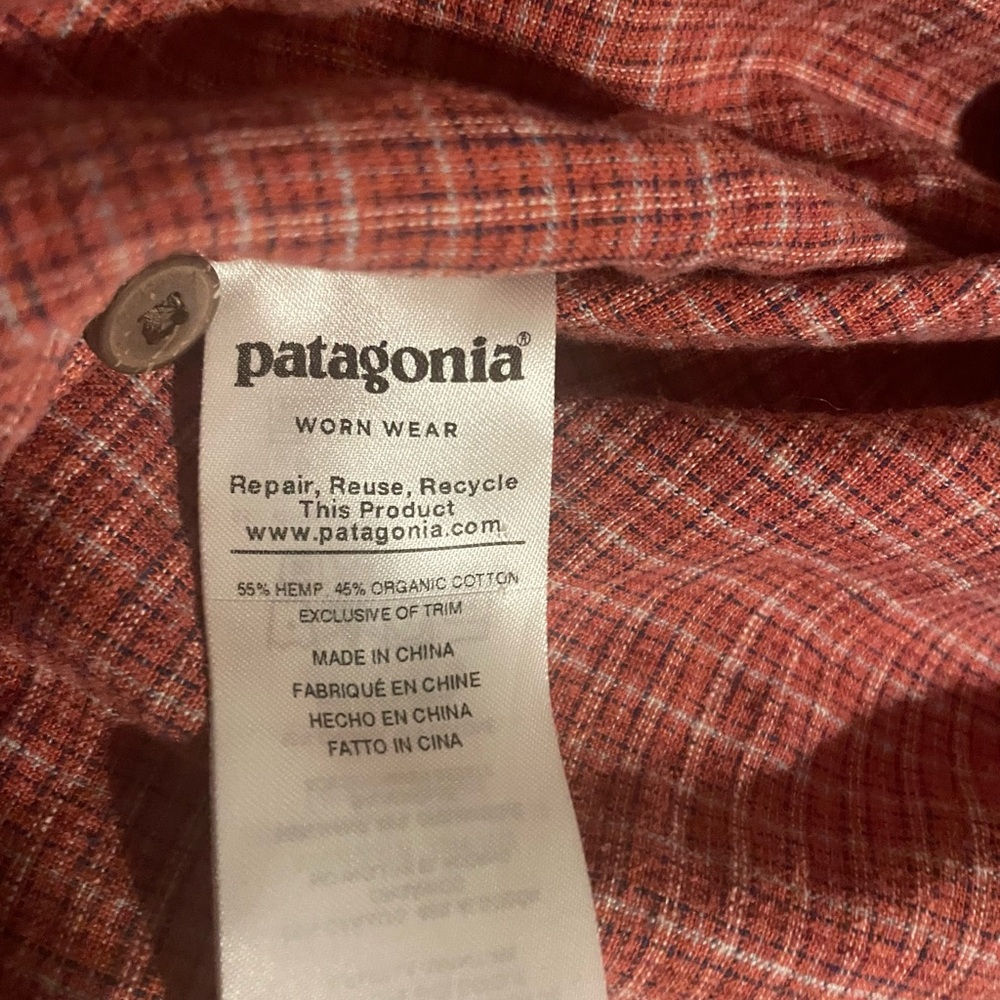 patagonia®
WORN WEAR
Repair, Reuse, Recycle
This Product
www.patagonia.com
55% HEMP, 45% ORGANIC COTTON
EXCLUSIVE OF TRIM
MADE IN CHINA
FABRIQUÉ EN CHINE
HECHO EN CHINA
FATTO IN CINA